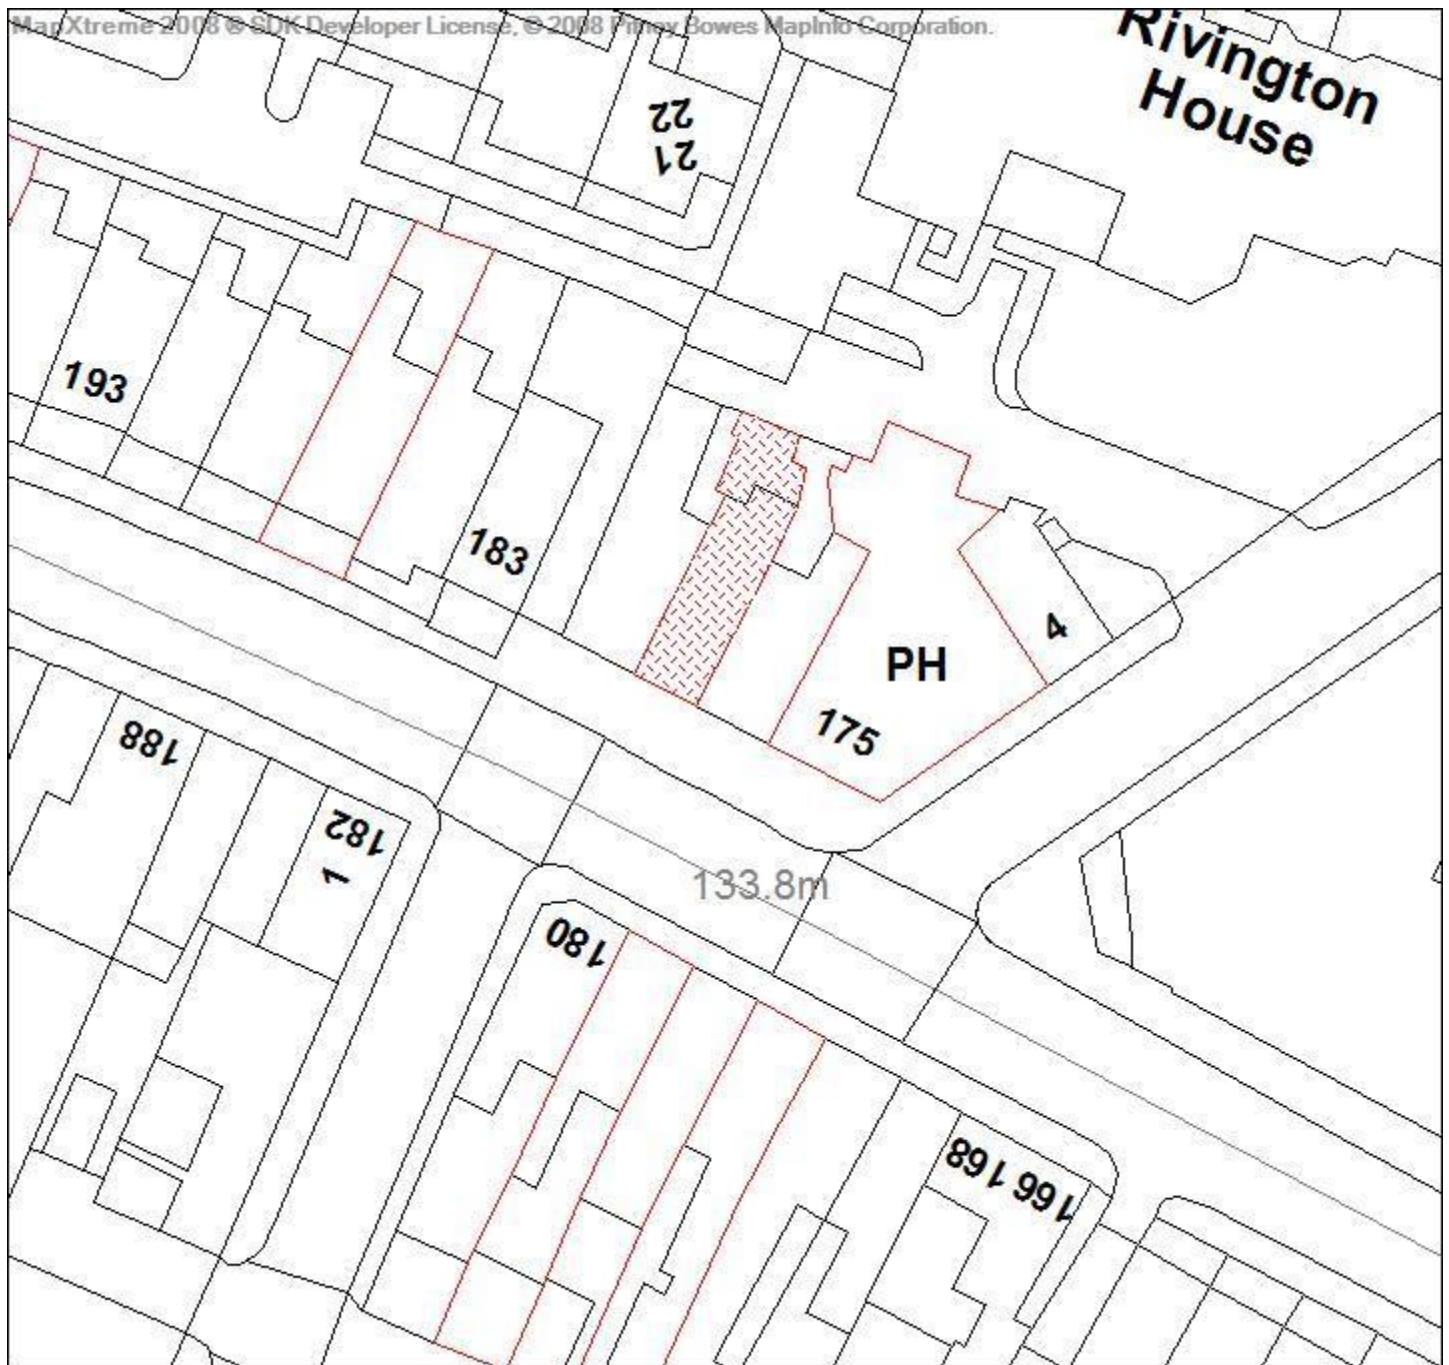 MapXtreme 2008 ® SDK Developer License, © 2008 Pitney Bowes MapInfo Corporation.
Rivington
House
22
21
193
183
4
PH
175
188
182
1
133.8m
180
166 168